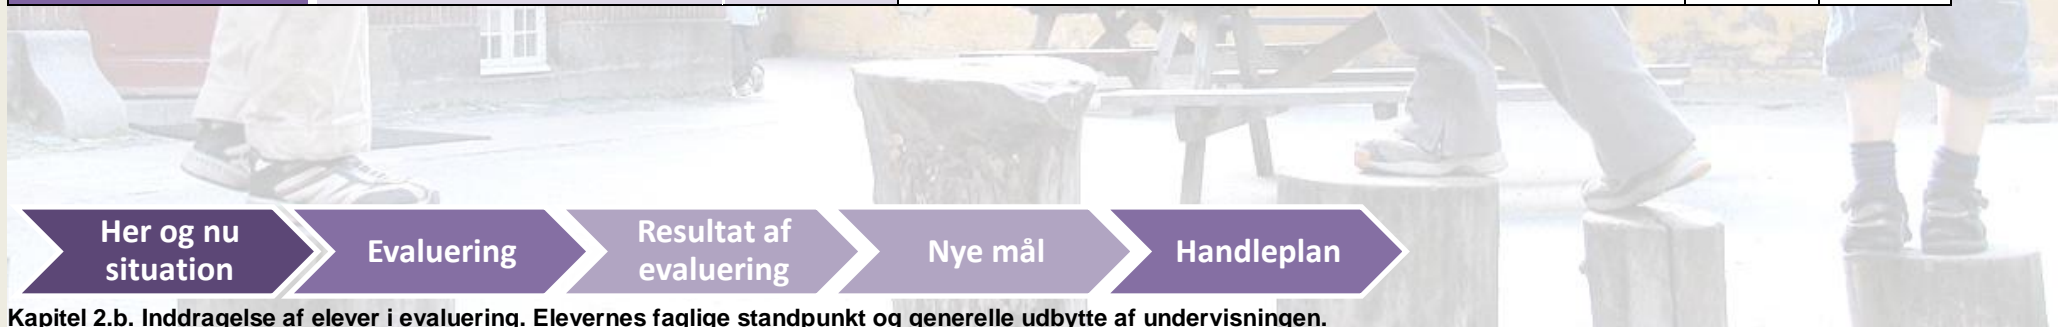 Her og nu
situation
Evaluering
Resultat af
evaluering
Nye mål
Handleplan
Kapitel 2.b. Inddragelse af elever i evaluering. Elevernes faglige standpunkt og generelle udbytte af undervisningen.